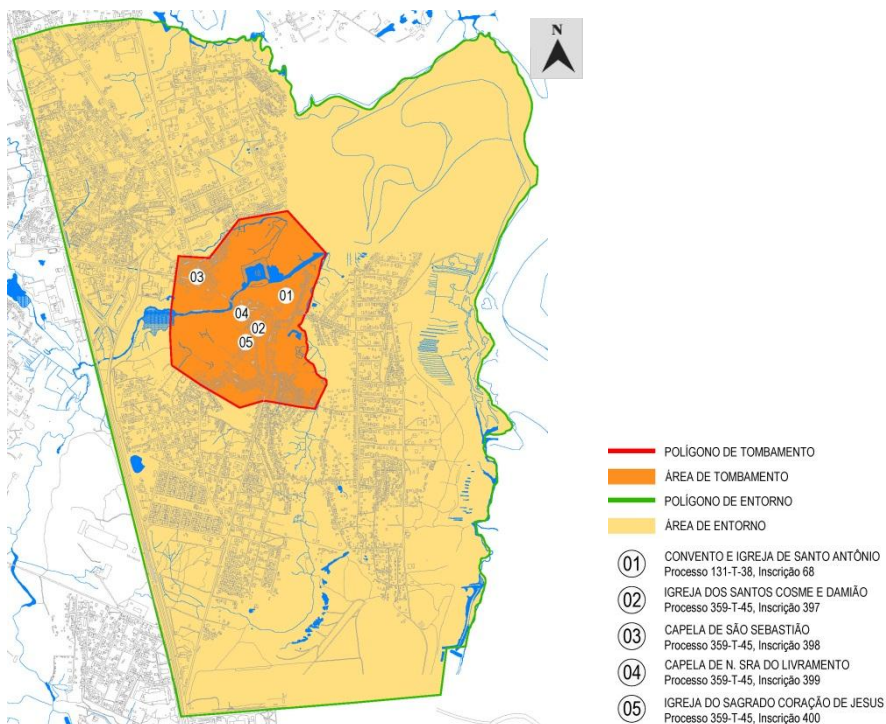 N
03
01
04
02
05
POLÍGONO DE TOMBAMENTO
ÁREA DE TOMBAMENTO
POLÍGONO DE ENTORNO
ÁREA DE ENTORNO
01 CONVENTO E IGREJA DE SANTO ANTÔNIO
Processo 131-T-38, Inscrição 68
02 IGREJA DOS SANTOS COSME E DAMIÃO
Processo 359-T-45, Inscrição 397
03 CAPELA DE SÃO SEBASTIÃO
Processo 359-T-45, Inscrição 398
04 CAPELA DE N. SRA DO LIVRAMENTO
Processo 359-T-45, Inscrição 399
05 IGREJA DO SAGRADO CORAÇÃO DE JESUS
Processo 359-T-45, Inscrição 400